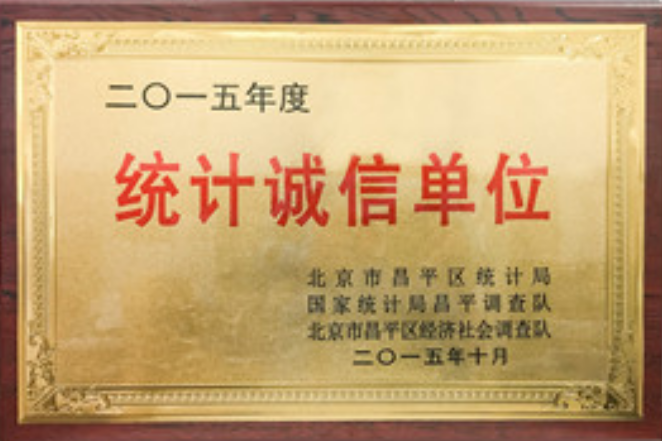 二〇一五年度
统计诚信单位
北京市昌平区统计局
国家统计局昌平调查队
北京市昌平区经济社会调查队
二〇一五年十月